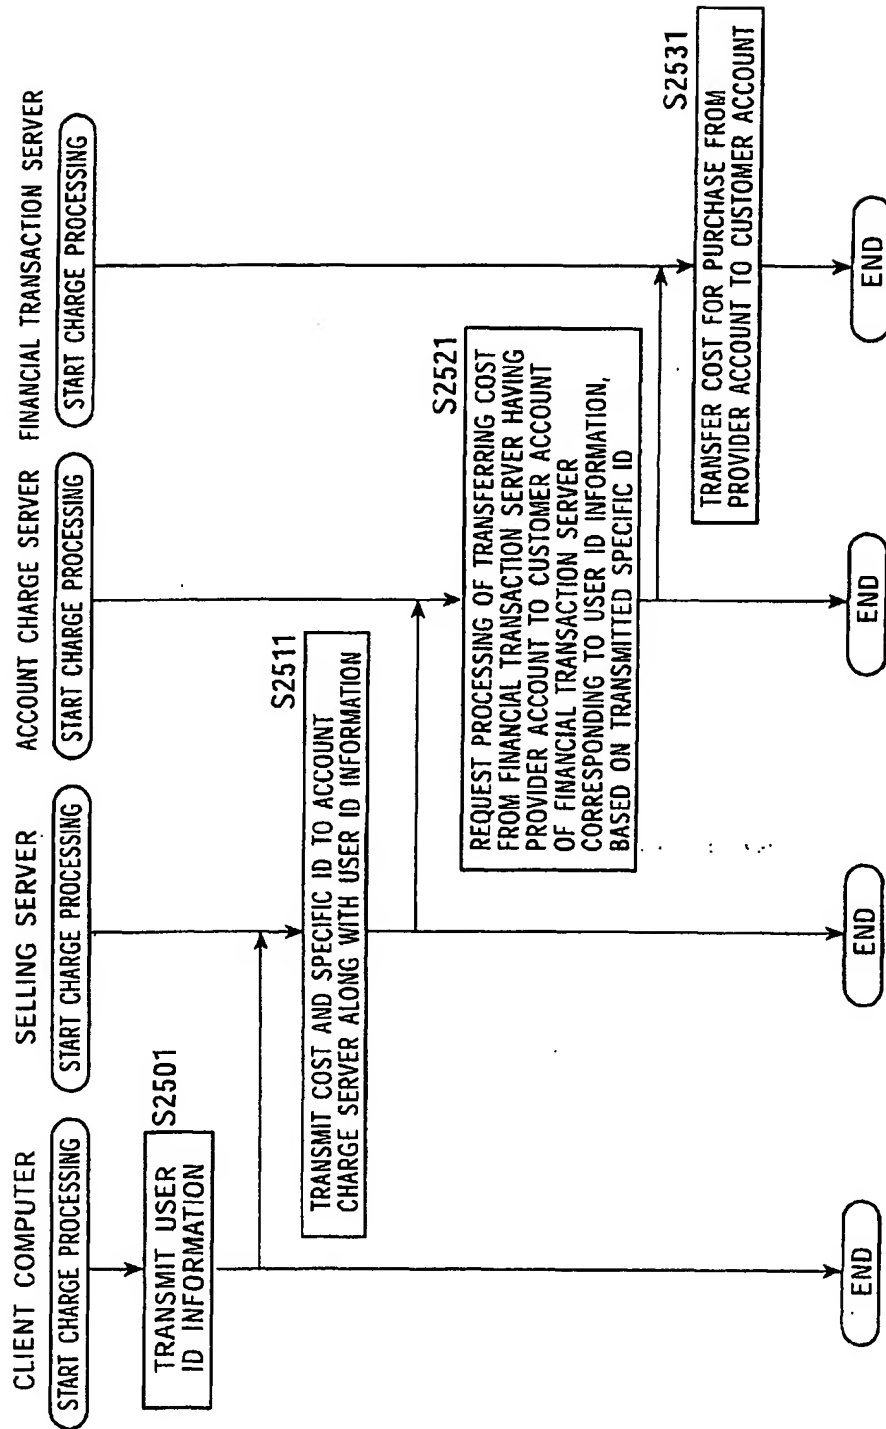 CLIENT COMPUTER
START CHARGE PROCESSING
S2501
TRANSMIT USER
ID INFORMATION
END
SELLING SERVER
START CHARGE PROCESSING
S2511
TRANSMIT COST AND SPECIFIC ID TO ACCOUNT
CHARGE SERVER ALONG WITH USER ID INFORMATION
END
ACCOUNT CHARGE SERVER
START CHARGE PROCESSING
S2521
REQUEST PROCESSING OF TRANSFERRING COST
FROM FINANCIAL TRANSACTION SERVER HAVING
PROVIDER ACCOUNT TO CUSTOMER ACCOUNT
OF FINANCIAL TRANSACTION SERVER
CORRESPONDING TO USER ID INFORMATION,
BASED ON TRANSMITTED SPECIFIC ID
END
FINANCIAL TRANSACTION SERVER
START CHARGE PROCESSING
S2531
TRANSFER COST FOR PURCHASE FROM
PROVIDER ACCOUNT TO CUSTOMER ACCOUNT
END